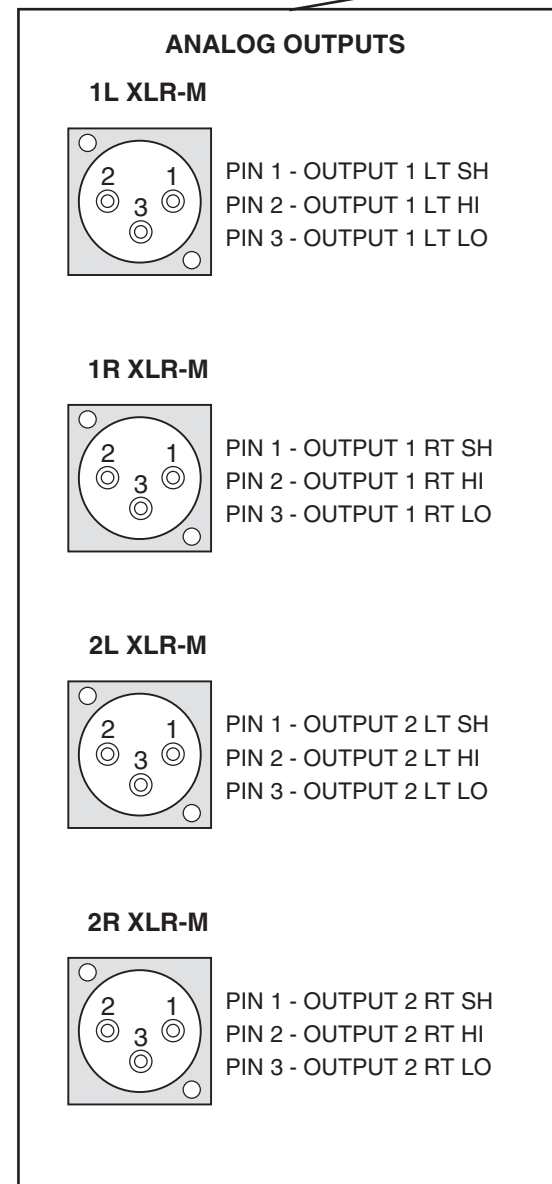 ANALOG OUTPUTS
1L XLR-M
2 1
3
PIN 1 - OUTPUT 1 LT SH
PIN 2 - OUTPUT 1 LT HI
PIN 3 - OUTPUT 1 LT LO
1R XLR-M
2 1
3
PIN 1 - OUTPUT 1 RT SH
PIN 2 - OUTPUT 1 RT HI
PIN 3 - OUTPUT 1 RT LO
2L XLR-M
2 1
3
PIN 1 - OUTPUT 2 LT SH
PIN 2 - OUTPUT 2 LT HI
PIN 3 - OUTPUT 2 LT LO
2R XLR-M
2 1
3
PIN 1 - OUTPUT 2 RT SH
PIN 2 - OUTPUT 2 RT HI
PIN 3 - OUTPUT 2 RT LO